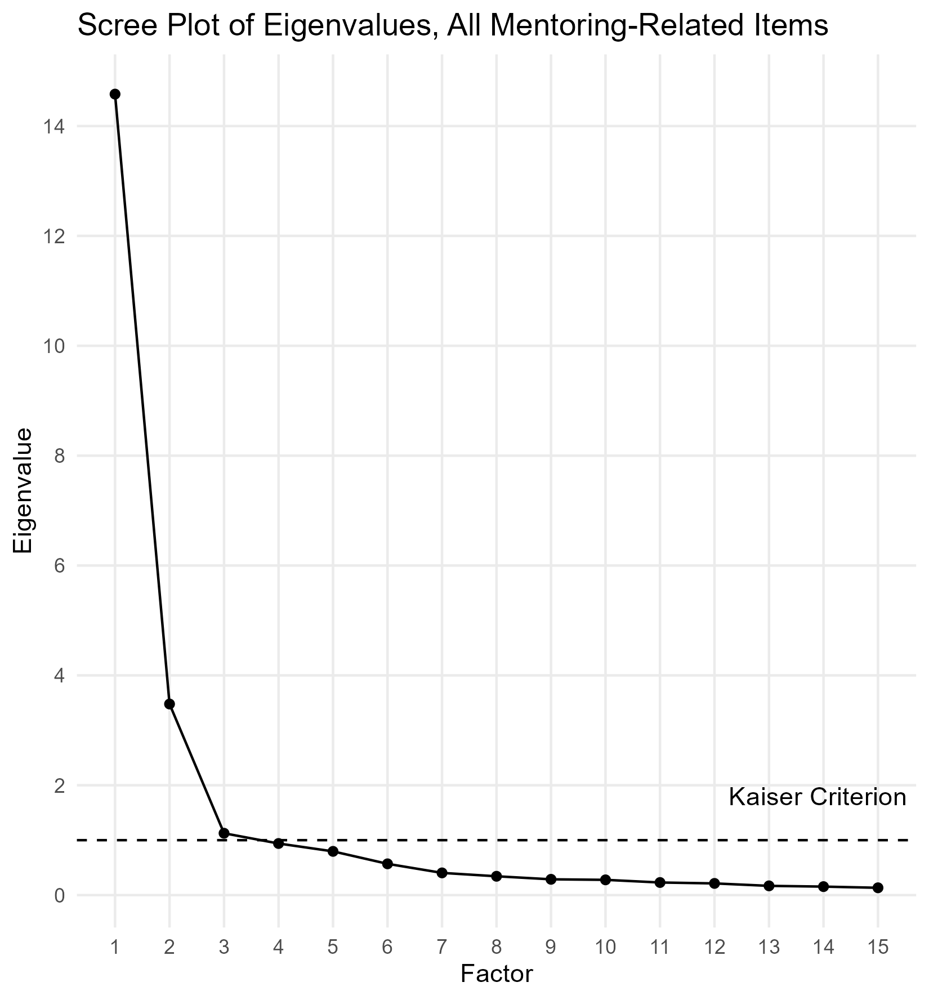 Scree Plot of Eigenvalues, All Mentoring-Related Items
Eigenvalue
14
12
10
8
6
4
2
0
Kaiser Criterion
1 2 3 4 5 6 7 8 9 10 11 12 13 14 15
Factor